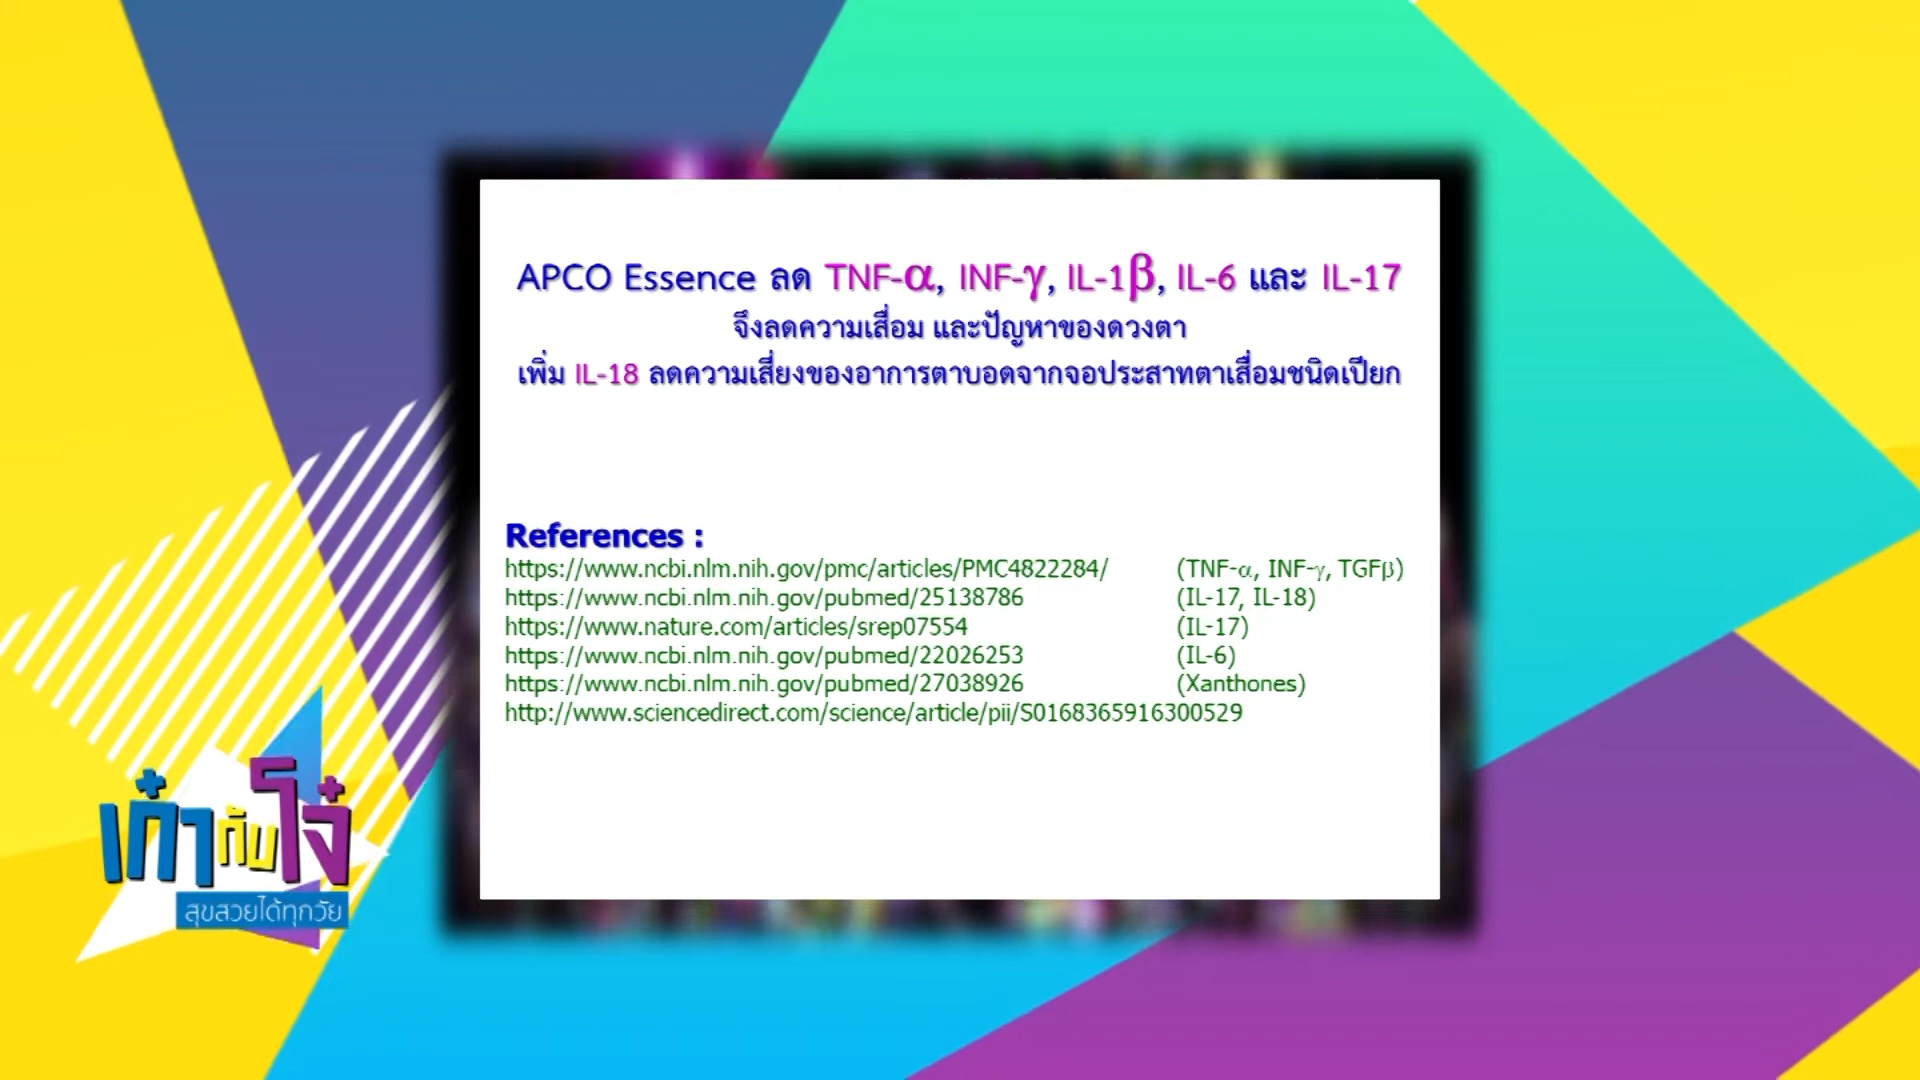 APCO Essence ลด TNF-α, INF-γ, IL-1β, IL-6 และ IL-17
จึงลดความเสื่อม และปัญหาของดวงตา
เพิ่ม IL-18 ลดความเสี่ยงของอาการตาบอดจากจอประสาทตาเสื่อมชนิดเปียก
References :
https://www.ncbi.nlm.nih.gov/pmc/articles/PMC4822284/ (TNF-α, INF-γ, TGFβ)
https://www.ncbi.nlm.nih.gov/pubmed/25138786 (IL-17, IL-18)
https://www.nature.com/articles/srep07554 (IL-17)
https://www.ncbi.nlm.nih.gov/pubmed/22026253 (IL-6)
https://www.ncbi.nlm.nih.gov/pubmed/27038926 (Xanthones)
http://www.sciencedirect.com/science/article/pii/S0168365916300529
เก๋ากับโจ๋
สุขสวยได้ทุกวัย